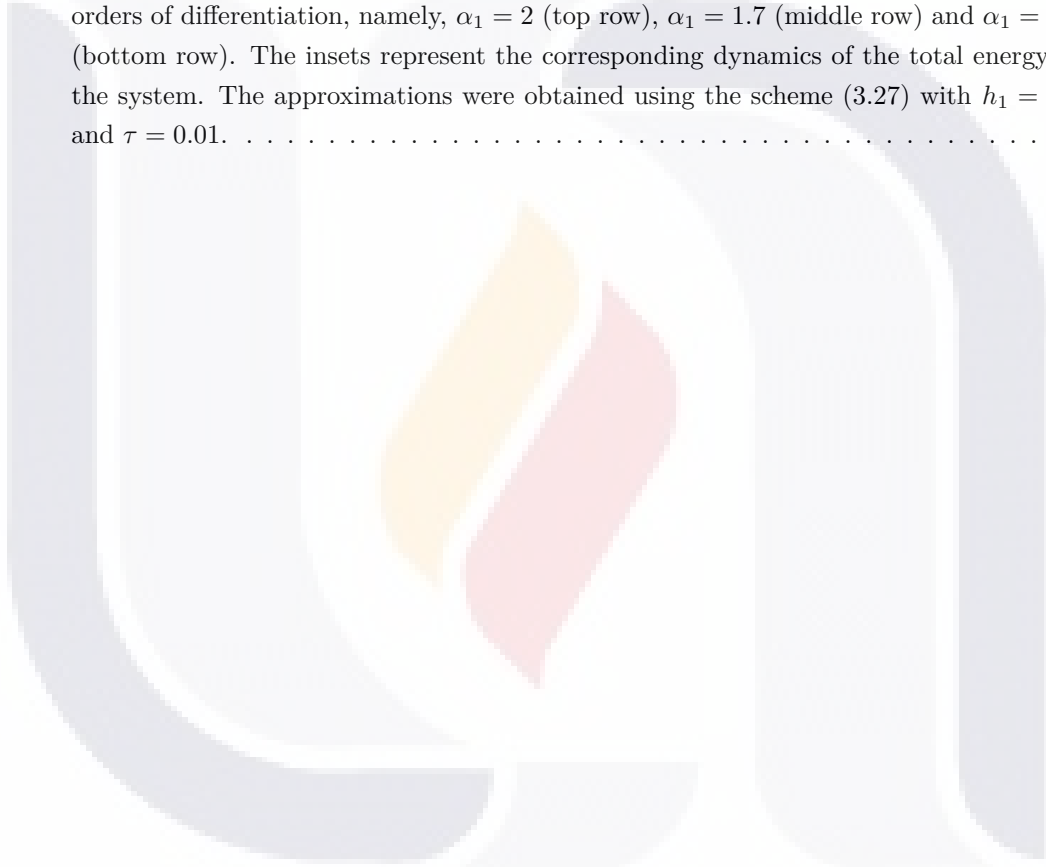 orders of differentiation, namely, α₁ = 2 (top row), α₁ = 1.7 (middle row) and α₁ =
(bottom row). The insets represent the corresponding dynamics of the total energy
the system. The approximations were obtained using the scheme (3.27) with h₁ =
and τ = 0.01. . . . . . . . . . . . . . . . . . . . . . . . . . . . . . . . . . . . . . . .